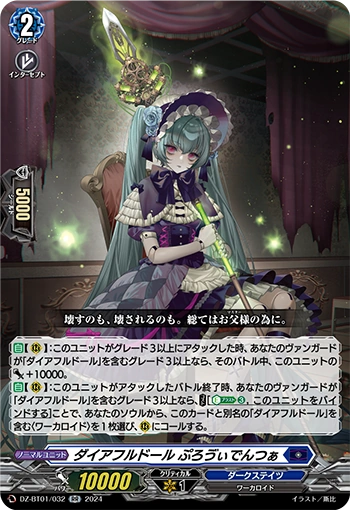 2
グレード
インターセプト
5000
シールド
壊すのも、壊されるのも。総てはお父様の為に。
自【R】：このユニットがグレード３以上にアタックした時、あなたのヴァンガード
が「ダイアフルドール」を含むグレード３以上なら、そのバトル中、このユニットの
+10000。
自【R】：このユニットがアタックしたバトル終了時、あなたのヴァンガードが
「ダイアフルドール」を含むグレード３以上なら、【ブラスト3】、このユニットをバイ
ンドすることで、あなたのソウルから、このカードと別名の「ダイアフルドール」を
含む〈ワーカロイド〉を１枚選び、Rにコールする。
ノーマルユニット
ダイアフルドール ぷろうぃでんつぁ
パワー
10000
クリティカル
1
ダークステイツ
ワーカロイド
DZ-BT01/032 RR 2024
イラスト/斯比